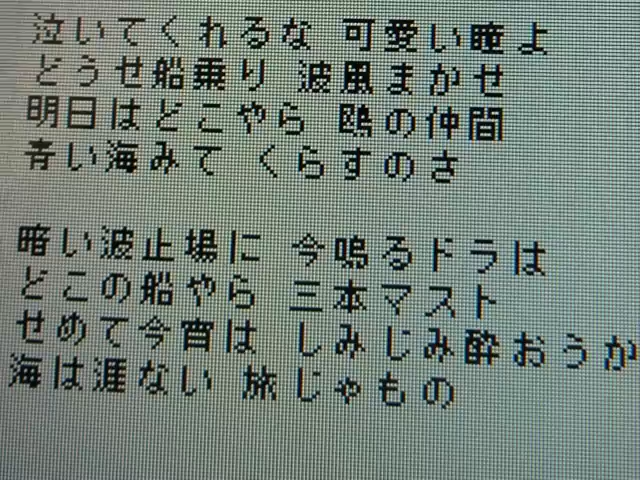 泣いてくれるな 可愛い瞳よ
どうせ船乗り 波風まかせ
明日はどこやら 鴎の仲間
青い海みて くらすのさ
暗い波止場に 今鳴るドラは
どこの船やら 三本マスト
せめて今宵は しみじみ酔おうか
海は涯ない 旅じゃもの